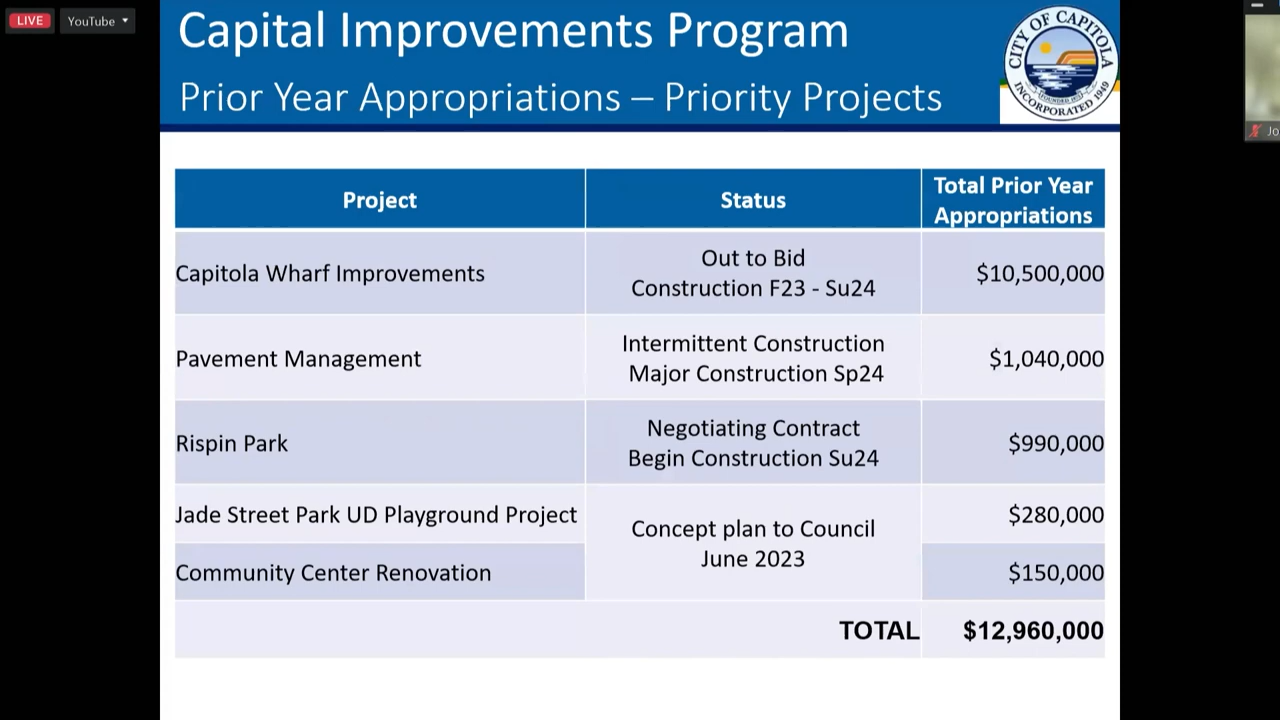 LIVE
YouTube
Capital Improvements Program
Prior Year Appropriations – Priority Projects
CITY OF CAPITOLA
INCORPORATED 1949
Project
Status
Total Prior Year
Appropriations
Capitola Wharf Improvements
Out to Bid
Construction F23 - Su24
$10,500,000
Pavement Management
Intermittent Construction
Major Construction Sp24
$1,040,000
Rispin Park
Negotiating Contract
Begin Construction Su24
$990,000
Jade Street Park UD Playground Project
Concept plan to Council
June 2023
$280,000
Community Center Renovation
$150,000
TOTAL
$12,960,000
Jo